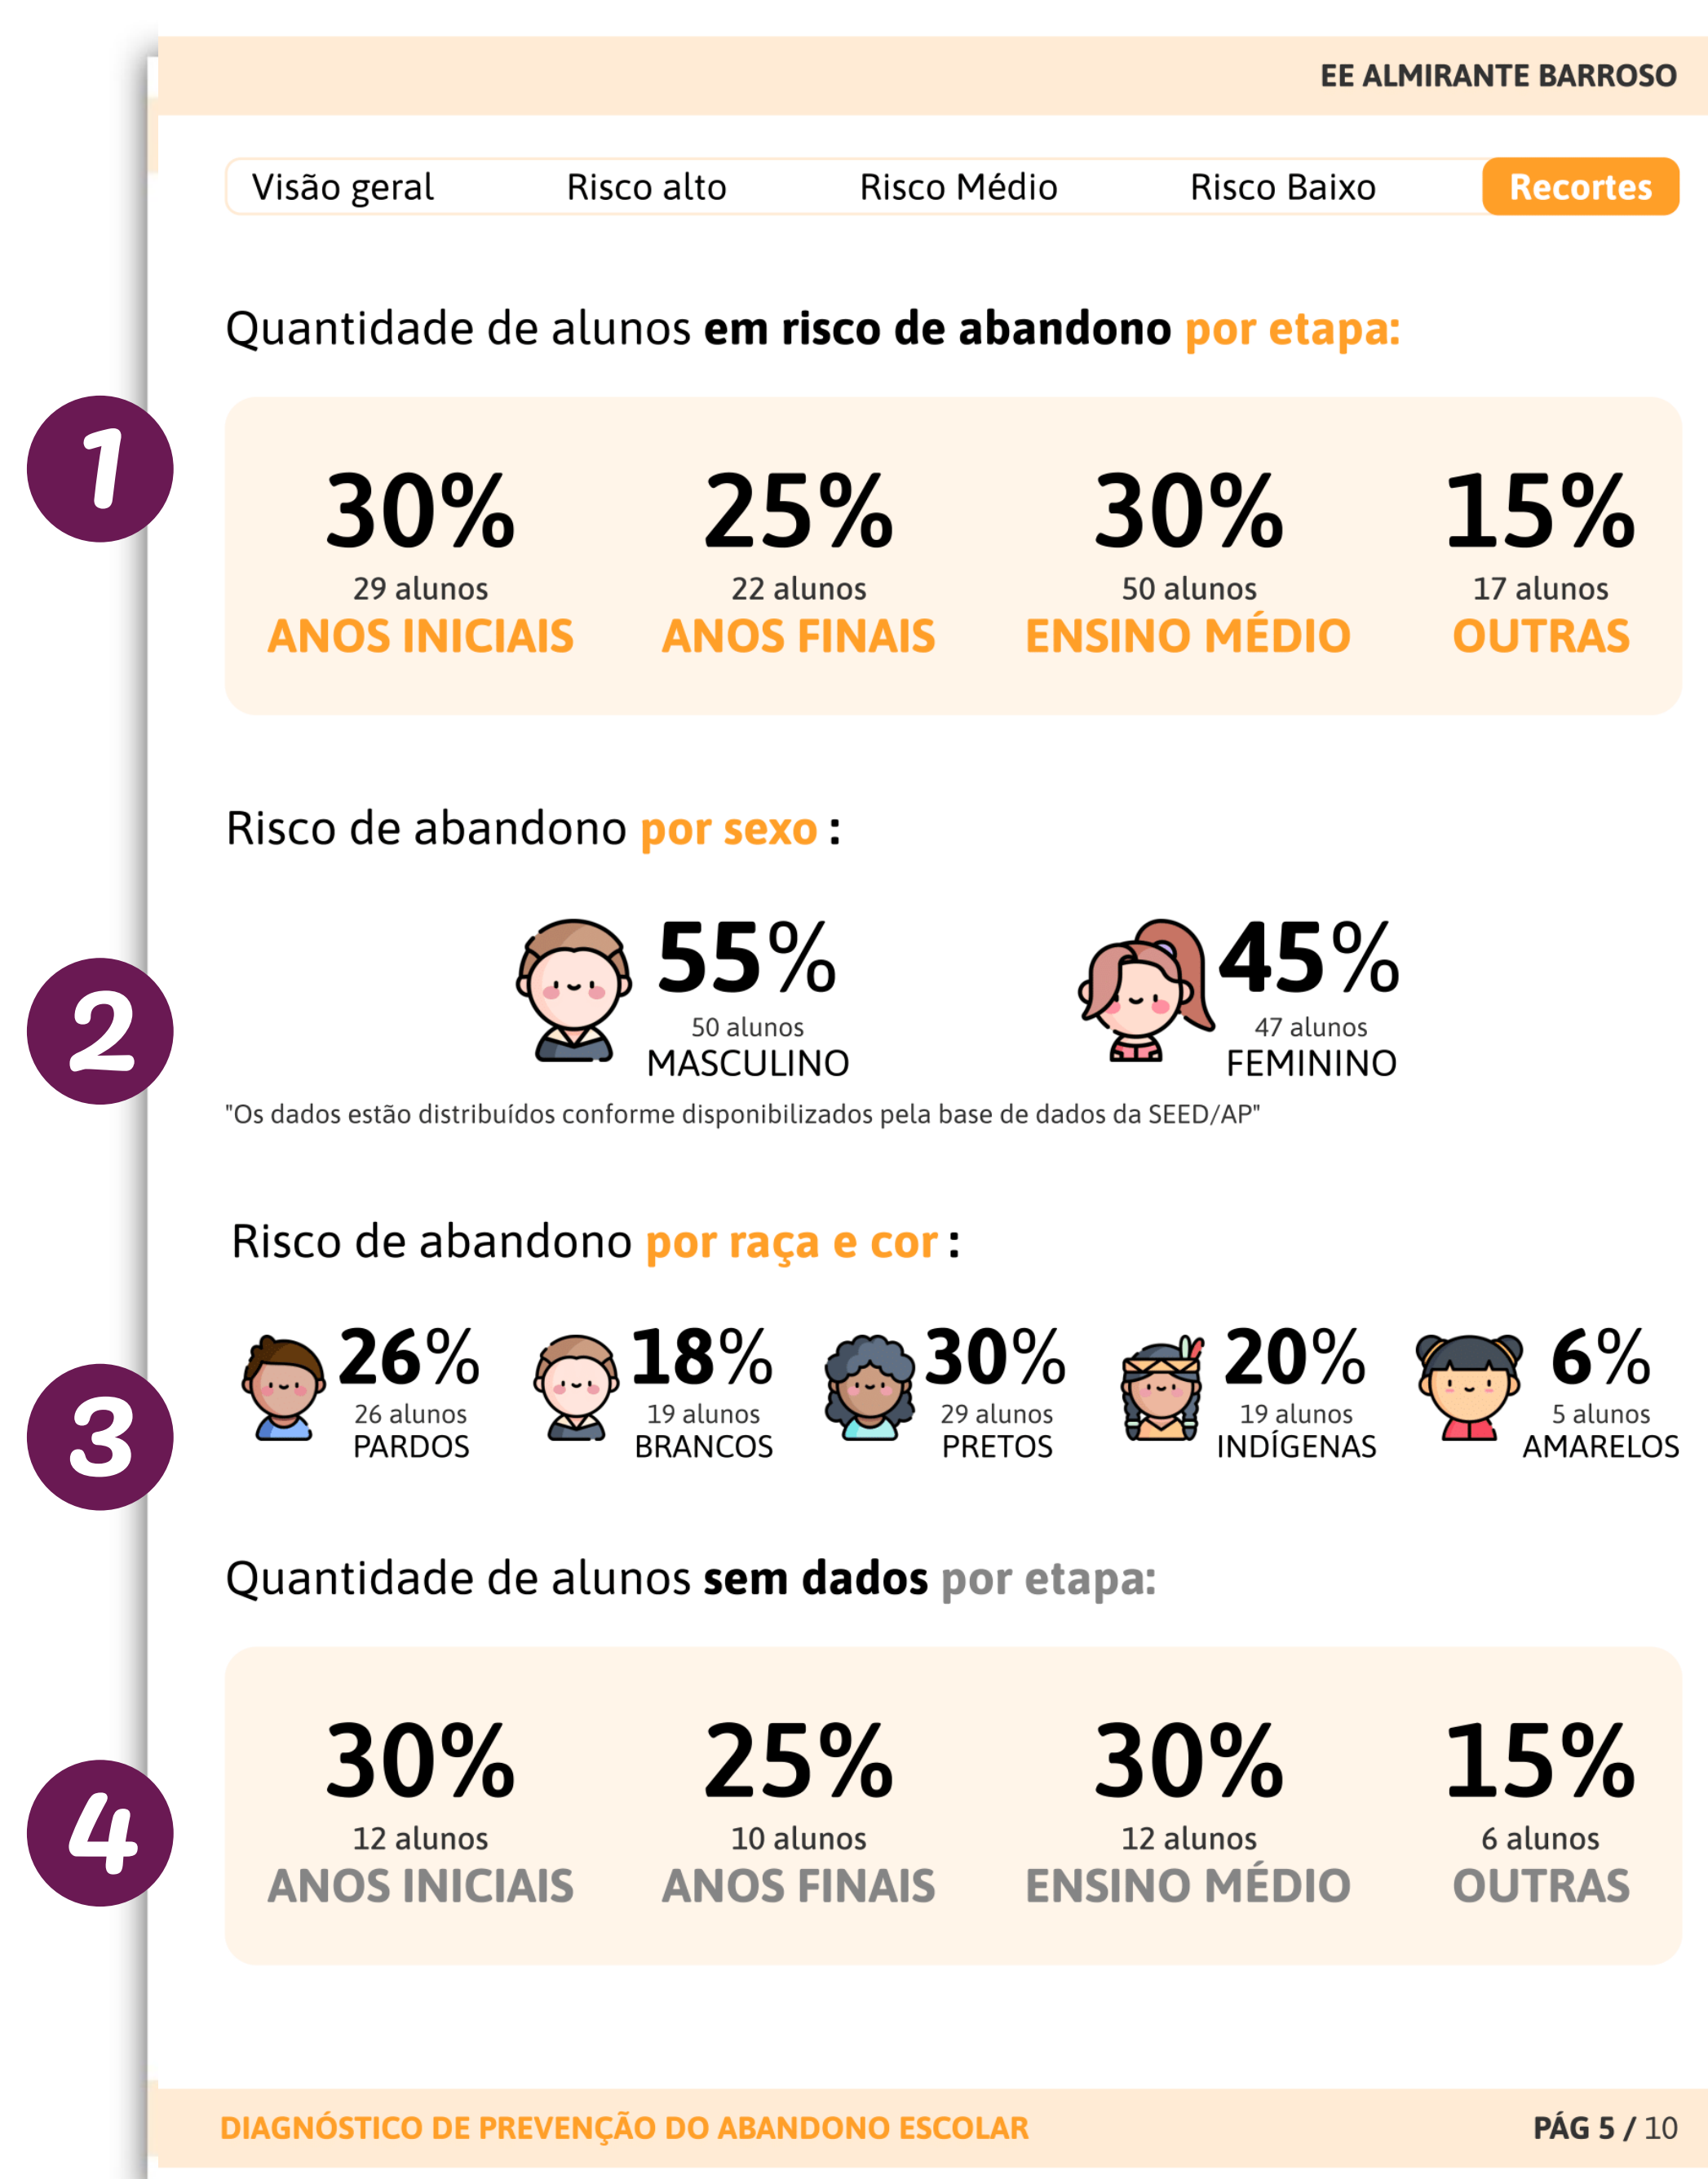 EE ALMIRANTE BARROSO
Visão geral Risco alto Risco Médio Risco Baixo Recortes
Quantidade de alunos em risco de abandono por etapa:
1
30% 25% 30% 15%
29 alunos 22 alunos 50 alunos 17 alunos
ANOS INICIAIS ANOS FINAIS ENSINO MÉDIO OUTRAS
Risco de abandono por sexo :
2
55% 45%
50 alunos 47 alunos
MASCULINO FEMININO
"Os dados estão distribuídos conforme disponibilizados pela base de dados da SEED/AP"
Risco de abandono por raça e cor :
3
26% 18% 30% 20% 6%
26 alunos 19 alunos 29 alunos 19 alunos 5 alunos
PARDOS BRANCOS PRETOS INDÍGENAS AMARELOS
Quantidade de alunos sem dados por etapa:
4
30% 25% 30% 15%
12 alunos 10 alunos 12 alunos 6 alunos
ANOS INICIAIS ANOS FINAIS ENSINO MÉDIO OUTRAS
DIAGNÓSTICO DE PREVENÇÃO DO ABANDONO ESCOLAR PÁG 5 / 10